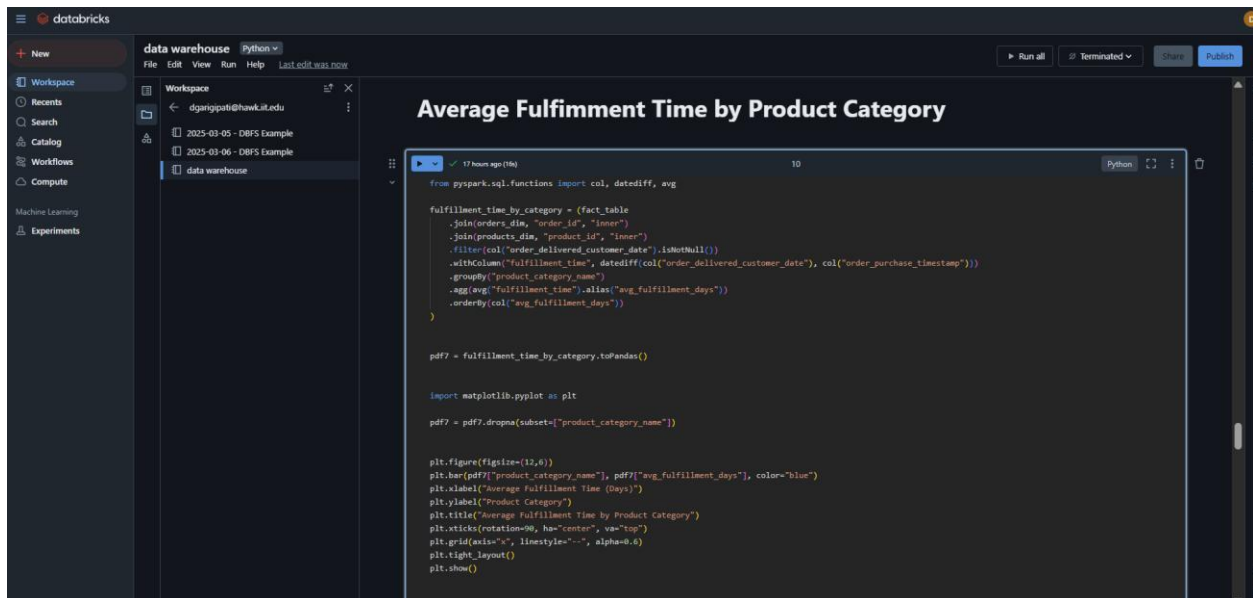 databricks
New
Workspace
Recents
Search
Catalog
Workflows
Compute
Machine Learning
Experiments
data warehouse Python
File Edit View Run Help Last edit was now
Run all Terminated Share Publish
Workspace
dgarigipati@hawk.iit.edu
2025-03-05 - DBFS Example
2025-03-06 - DBFS Example
data warehouse
Average Fulfimment Time by Product Category
17 hours ago (16s) 10 Python
from pyspark.sql.functions import col, datediff, avg
fulfillment_time_by_category = (fact_table
.join(orders_dim, "order_id", "inner")
.join(products_dim, "product_id", "inner")
.filter(col("order_delivered_customer_date").isNotNull())
.withColumn("fulfillment_time", datediff(col("order_delivered_customer_date"), col("order_purchase_timestamp")))
.groupBy("product_category_name")
.agg(avg("fulfillment_time").alias("avg_fulfillment_days"))
.orderBy(col("avg_fulfillment_days"))
)
pdf7 = fulfillment_time_by_category.toPandas()
import matplotlib.pyplot as plt
pdf7 = pdf7.dropna(subset=["product_category_name"])
plt.figure(figsize=(12,6))
plt.bar(pdf7["product_category_name"], pdf7["avg_fulfillment_days"], color="blue")
plt.xlabel("Average Fulfillment Time (Days)")
plt.ylabel("Product Category")
plt.title("Average Fulfillment Time by Product Category")
plt.xticks(rotation=90, ha="center", va="top")
plt.grid(axis="x", linestyle="--", alpha=0.6)
plt.tight_layout()
plt.show()